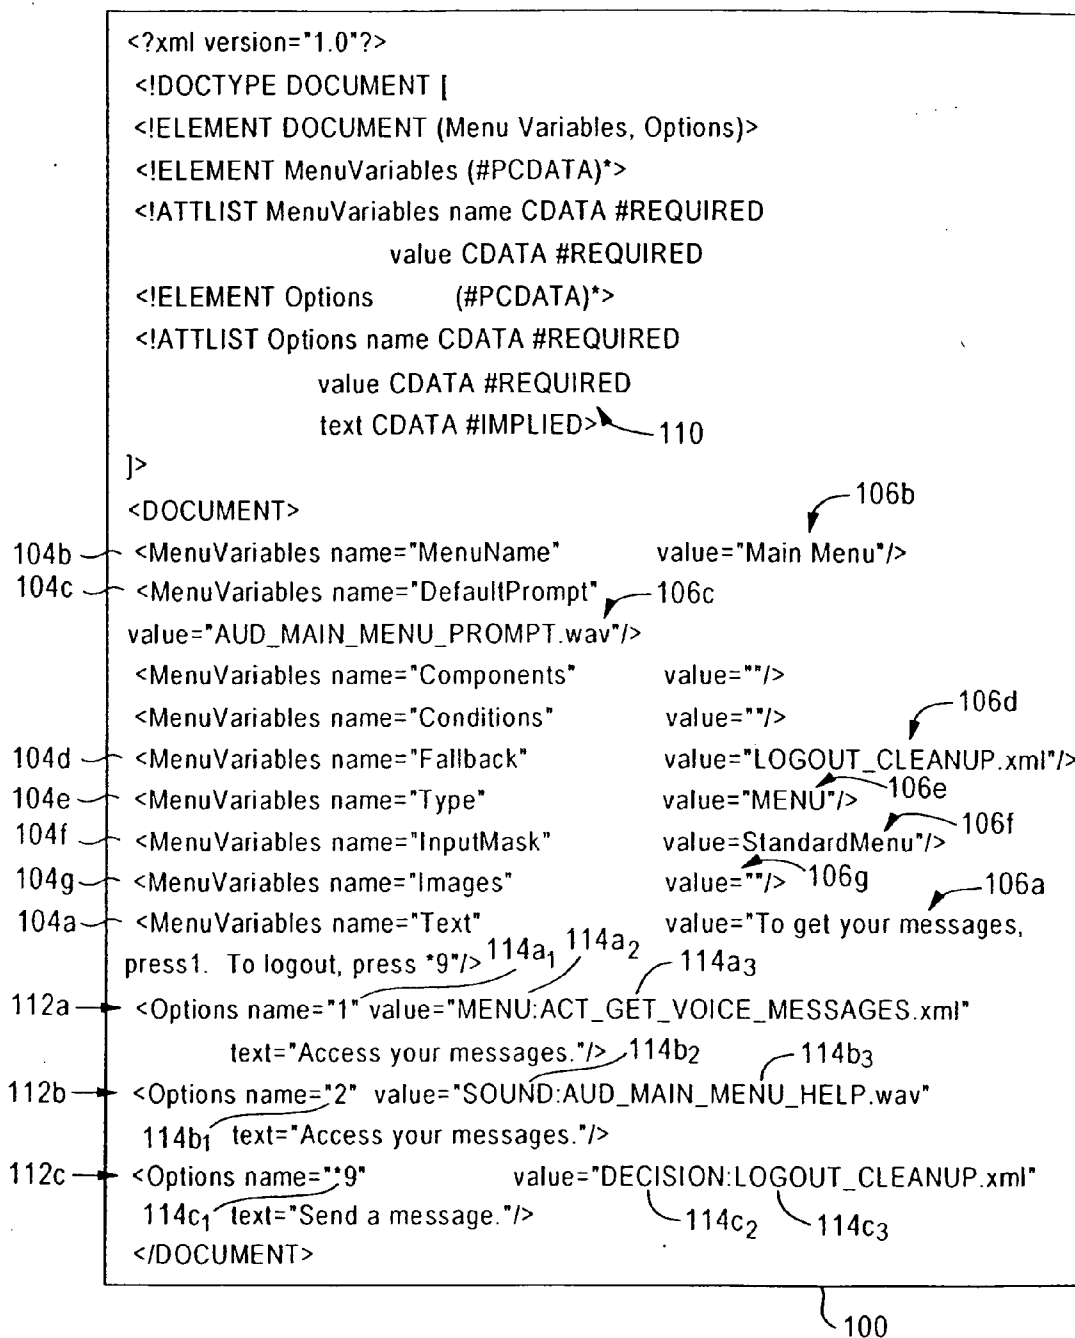 <?xml version="1.0"?>
<!DOCTYPE DOCUMENT [
<!ELEMENT DOCUMENT (Menu Variables, Options)>
<!ELEMENT MenuVariables (#PCDATA)*>
<!ATTLIST MenuVariables name CDATA #REQUIRED
value CDATA #REQUIRED
<!ELEMENT Options (#PCDATA)*>
<!ATTLIST Options name CDATA #REQUIRED
value CDATA #REQUIRED
text CDATA #IMPLIED> 110
]>
<DOCUMENT> 106b
104b <MenuVariables name="MenuName" value="Main Menu"/>
104c <MenuVariables name="DefaultPrompt" 106c
value="AUD_MAIN_MENU_PROMPT.wav"/>
<MenuVariables name="Components" value=""/>
<MenuVariables name="Conditions" value=""/> 106d
104d <MenuVariables name="Fallback" value="LOGOUT_CLEANUP.xml"/>
104e <MenuVariables name="Type" value="MENU"/> 106e
104f <MenuVariables name="InputMask" value=StandardMenu"/> 106f
104g <MenuVariables name="Images" value=""/> 106g 106a
104a <MenuVariables name="Text" value="To get your messages,
press1. To logout, press *9"/> 114a1 114a2 114a3
112a <Options name="1" value="MENU:ACT_GET_VOICE_MESSAGES.xml"
text="Access your messages."/> 114b2 114b3
112b <Options name="2" value="SOUND:AUD_MAIN_MENU_HELP.wav"
114b1 text="Access your messages."/>
112c <Options name="*9" value="DECISION:LOGOUT_CLEANUP.xml"
114c1 text="Send a message."/> 114c2 114c3
</DOCUMENT>
100